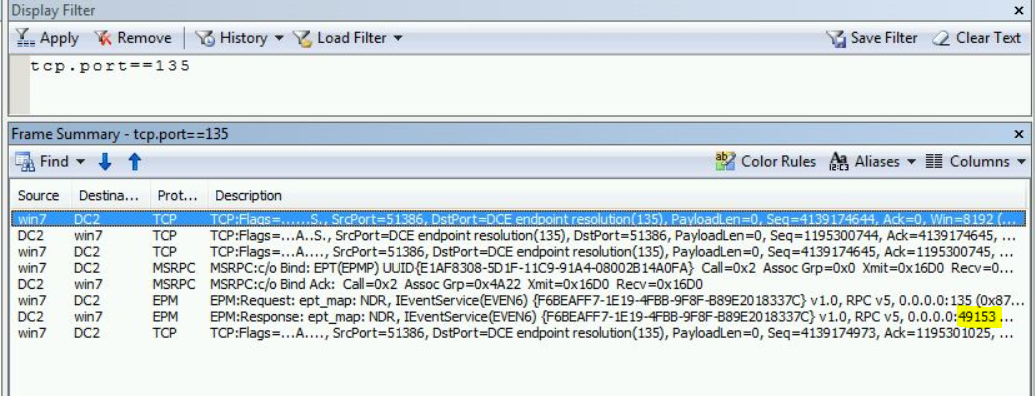 Display Filter x
Apply Remove History Load Filter Save Filter Clear Text
tcp.port==135
Frame Summary - tcp.port==135 x
Find Color Rules Aliases Columns
Source Destina... Prot... Description
win7 DC2 TCP TCP:Flags=......S., SrcPort=51386, DstPort=DCE endpoint resolution(135), PayloadLen=0, Seq=4139174644, Ack=0, Win=8192 (...
DC2 win7 TCP TCP:Flags=...A..S., SrcPort=DCE endpoint resolution(135), DstPort=51386, PayloadLen=0, Seq=1195300744, Ack=4139174645, ...
win7 DC2 TCP TCP:Flags=...A...., SrcPort=51386, DstPort=DCE endpoint resolution(135), PayloadLen=0, Seq=4139174645, Ack=1195300745, ...
win7 DC2 MSRPC MSRPC:c/o Bind: EPT(EPMP) UUID{E1AF8308-5D1F-11C9-91A4-08002B14A0FA} Call=0x2 Assoc Grp=0x0 Xmit=0x16D0 Recv=0...
DC2 win7 MSRPC MSRPC:c/o Bind Ack: Call=0x2 Assoc Grp=0x4A22 Xmit=0x16D0 Recv=0x16D0
win7 DC2 EPM EPM:Request: ept_map: NDR, IEventService(EVEN6) {F6BEAFF7-1E19-4FBB-9F8F-B89E2018337C} v1.0, RPC v5, 0.0.0.0:135 (0x87...
DC2 win7 EPM EPM:Response: ept_map: NDR, IEventService(EVEN6) {F6BEAFF7-1E19-4FBB-9F8F-B89E2018337C} v1.0, RPC v5, 0.0.0.0:49153 ...
win7 DC2 TCP TCP:Flags=...A...., SrcPort=51386, DstPort=DCE endpoint resolution(135), PayloadLen=0, Seq=4139174973, Ack=1195301025, ...